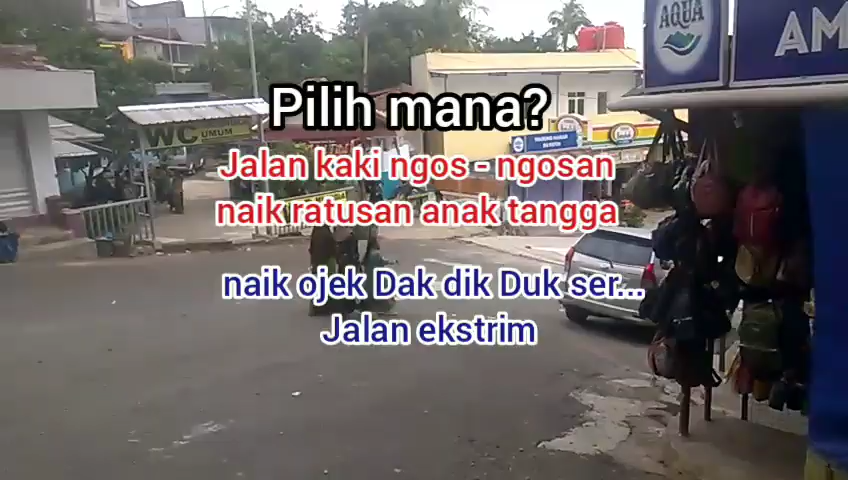 AQUA
AM
Pilih mana?
WC UMUM
Jalan kaki ngos - ngosan
naik ratusan anak tangga
naik ojek Dak dik Duk ser...
Jalan ekstrim